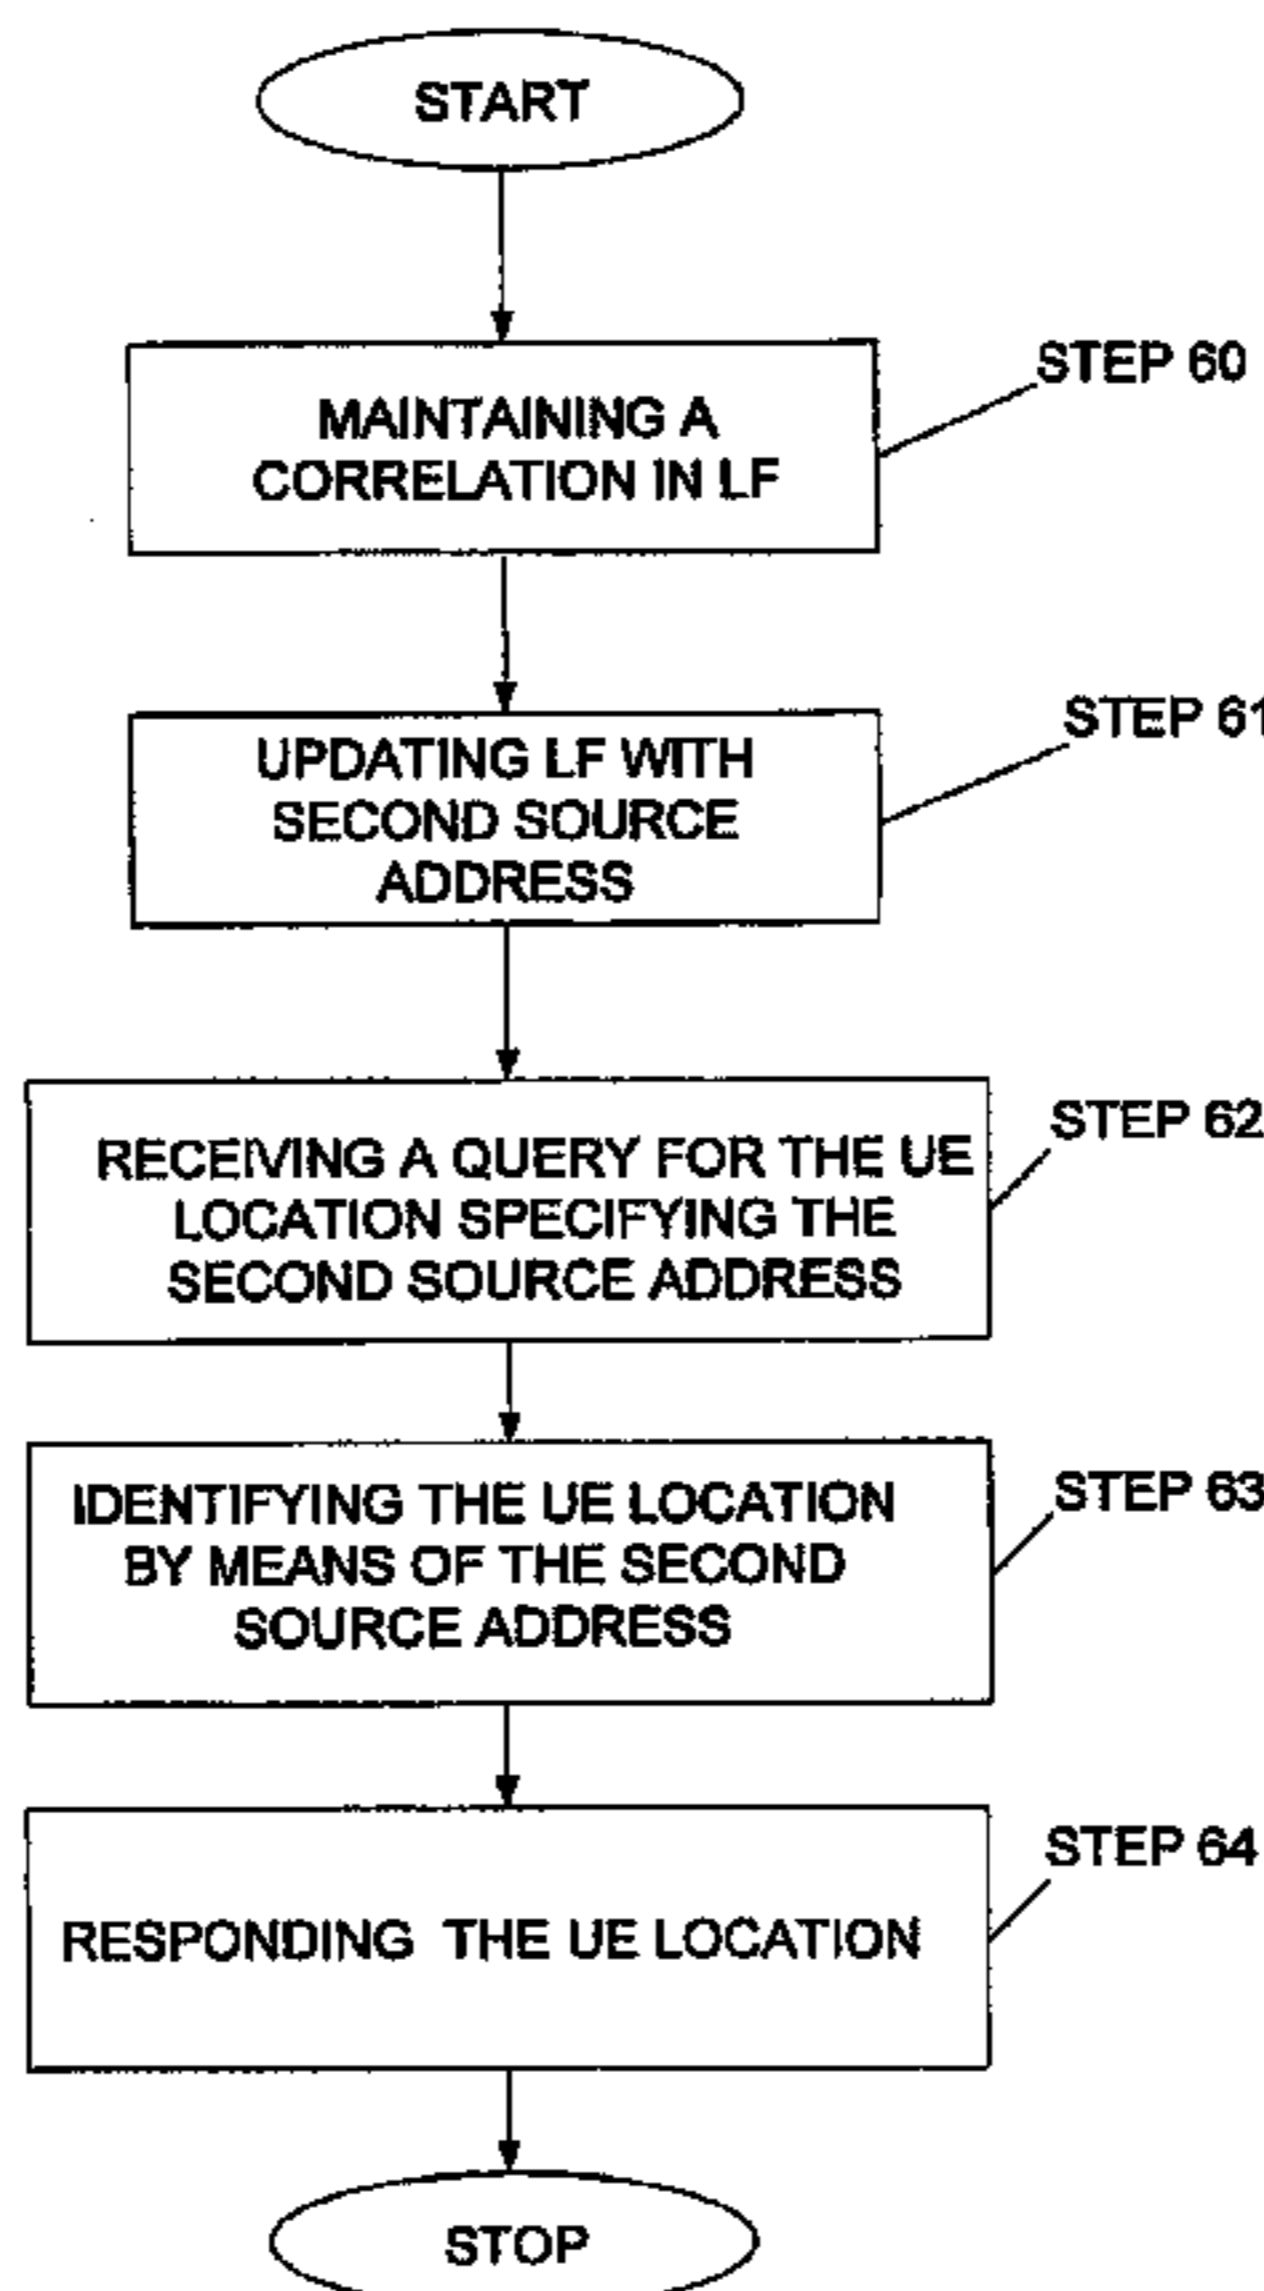 START
STEP 60
MAINTAINING A
CORRELATION IN LF
STEP 61
UPDATING LF WITH
SECOND SOURCE
ADDRESS
STEP 62
RECEIVING A QUERY FOR THE UE
LOCATION SPECIFYING THE
SECOND SOURCE ADDRESS
STEP 63
IDENTIFYING THE UE LOCATION
BY MEANS OF THE SECOND
SOURCE ADDRESS
STEP 64
RESPONDING THE UE LOCATION
STOP